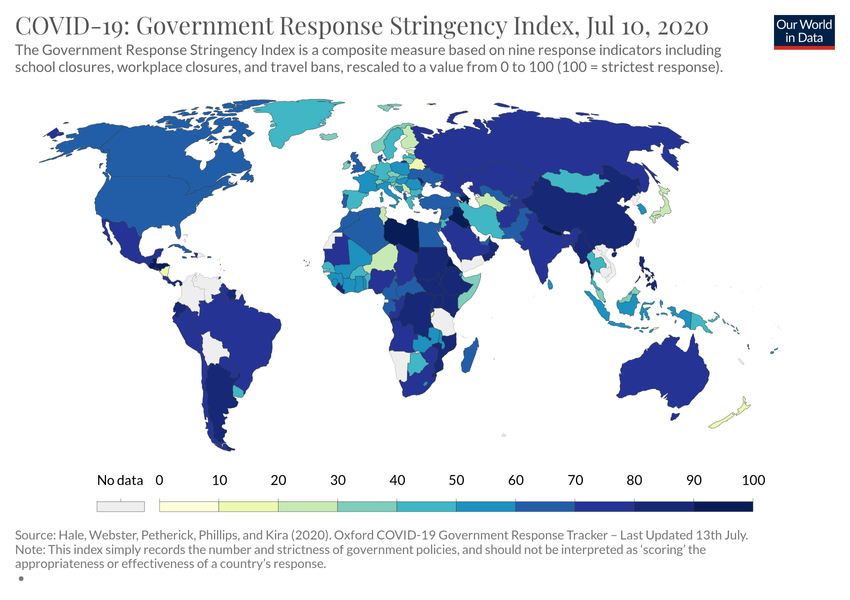 COVID-19: Government Response Stringency Index, Jul 10, 2020
Our World
in Data
The Government Response Stringency Index is a composite measure based on nine response indicators including
school closures, workplace closures, and travel bans, rescaled to a value from 0 to 100 (100 = strictest response).
No data 0 10 20 30 40 50 60 70 80 90 100
Source: Hale, Webster, Petherick, Phillips, and Kira (2020). Oxford COVID-19 Government Response Tracker – Last Updated 13th July.
Note: This index simply records the number and strictness of government policies, and should not be interpreted as ‘scoring’ the
appropriateness or effectiveness of a country’s response.